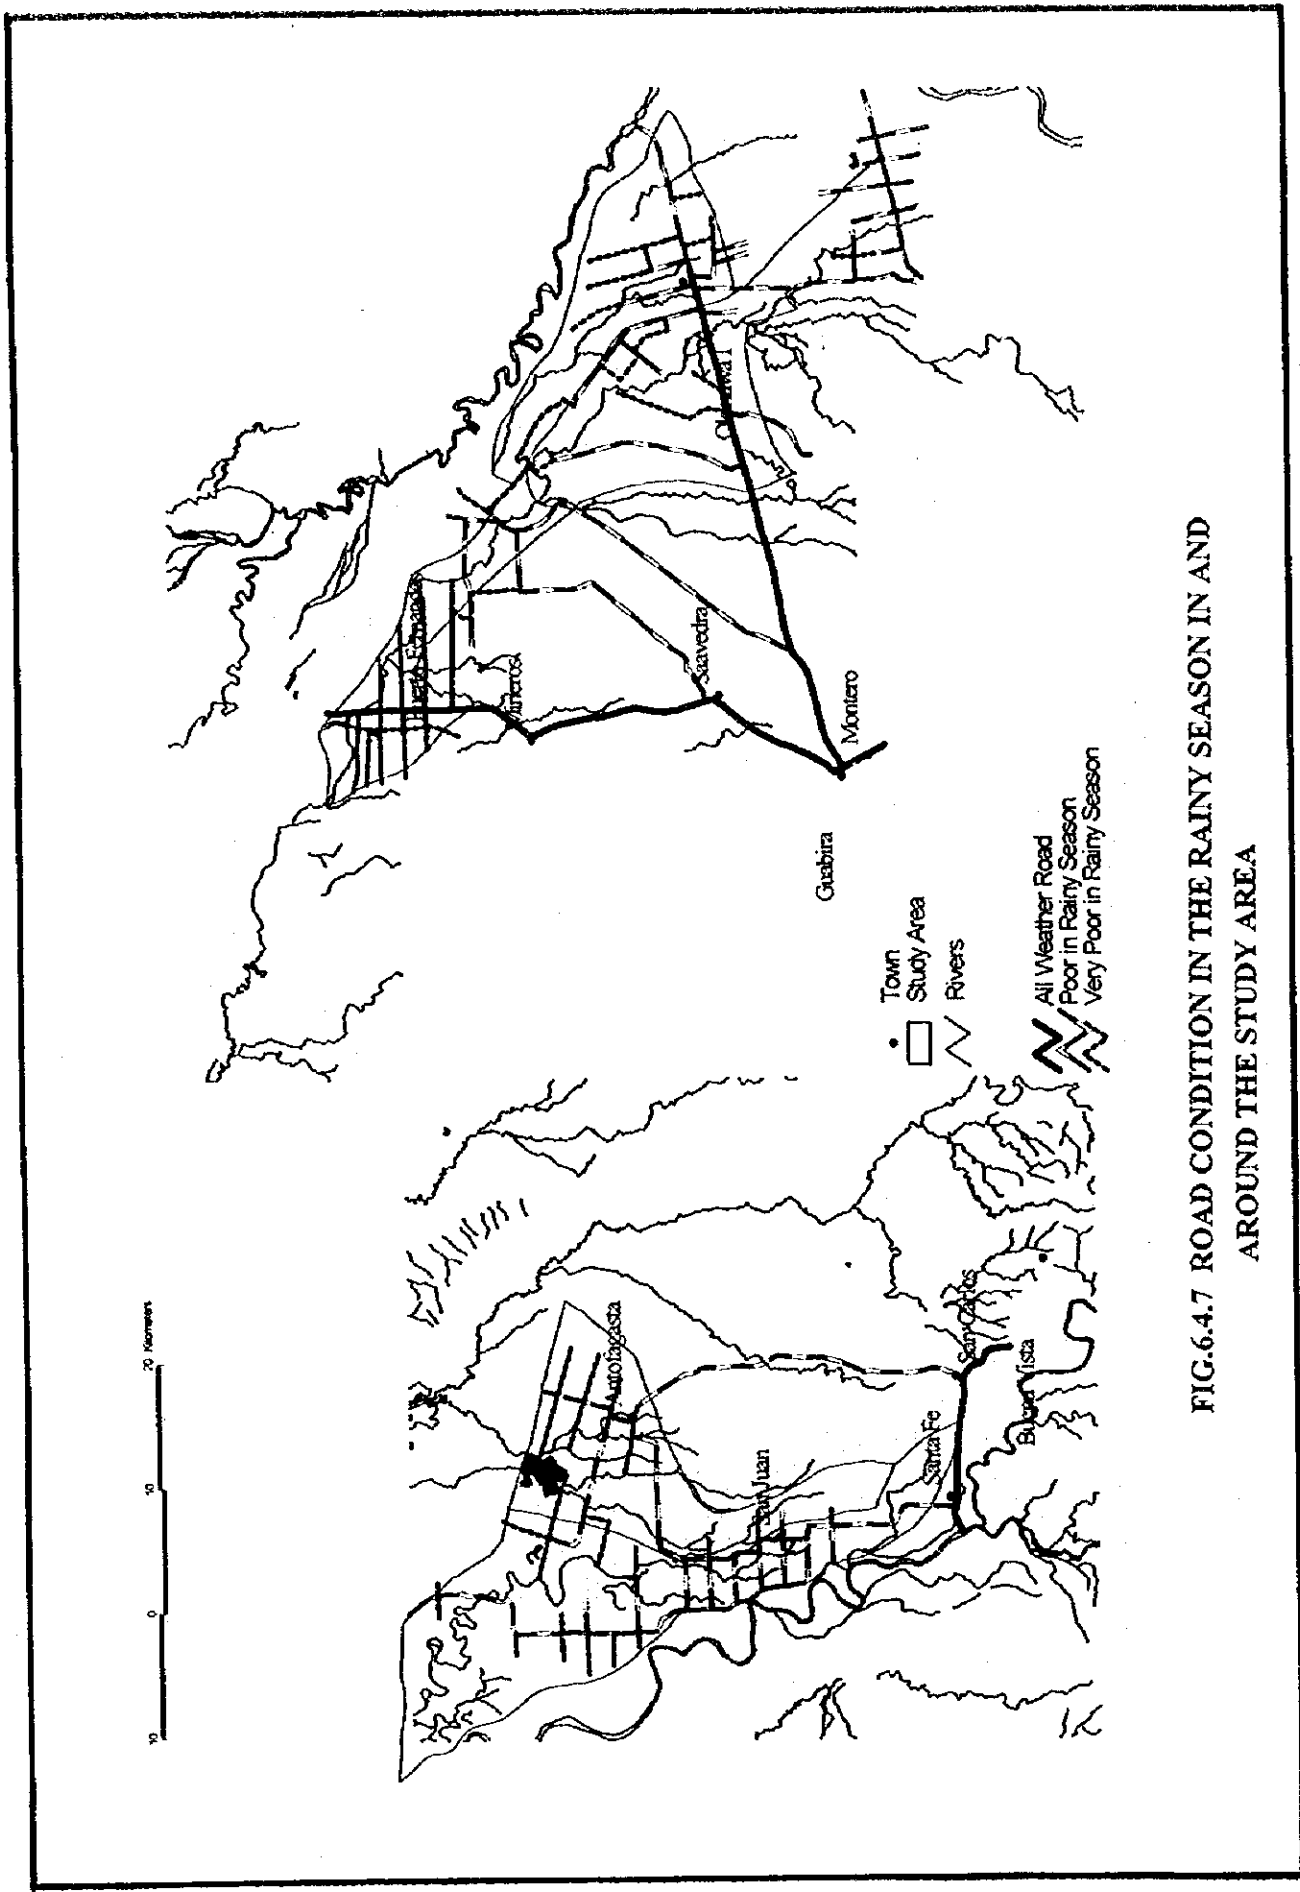 10 0 10 20 Kilometers
Antofagasta
San Juan
Santa Fe
San Carlos
Buena Vista
Saavedra
Montero
Guabira
Town
Study Area
Rivers
All Weather Road
Poor in Rainy Season
Very Poor in Rainy Season
FIG.6.4.7 ROAD CONDITION IN THE RAINY SEASON IN AND
AROUND THE STUDY AREA